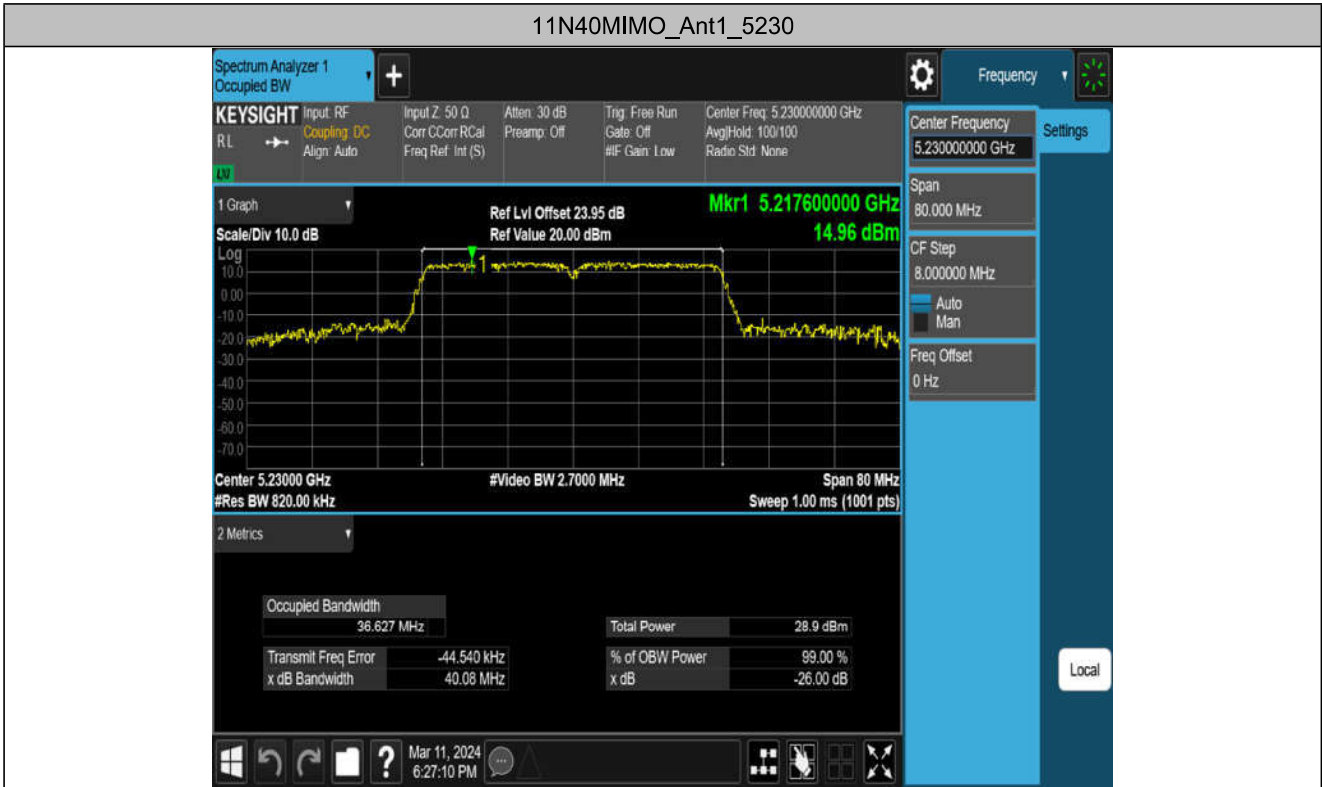 11N40MIMO_Ant1_5230
Spectrum Analyzer 1
Occupied BW
+
Frequency
KEYSIGHT
RL
LXI
Input: RF
Coupling: DC
Align: Auto
Input Z: 50 Ω
Corr CCorr RCal
Freq Ref: Int (S)
Atten: 30 dB
Preamp: Off
Trig: Free Run
Gate: Off
#IF Gain: Low
Center Freq: 5.230000000 GHz
Avg|Hold: 100/100
Radio Std: None
Center Frequency
5.230000000 GHz
Settings
Span
80.000 MHz
CF Step
8.000000 MHz
Auto
Man
Freq Offset
0 Hz
1 Graph
Scale/Div 10.0 dB
Ref Lvl Offset 23.95 dB
Ref Value 20.00 dBm
Mkr1 5.217600000 GHz
14.96 dBm
Log
10.0
0.00
-10.0
-20.0
-30.0
-40.0
-50.0
-60.0
-70.0
1
Center 5.23000 GHz
#Res BW 820.00 kHz
#Video BW 2.7000 MHz
Span 80 MHz
Sweep 1.00 ms (1001 pts)
2 Metrics
Occupied Bandwidth
36.627 MHz
Transmit Freq Error -44.540 kHz
x dB Bandwidth 40.08 MHz
Total Power 28.9 dBm
% of OBW Power 99.00 %
x dB -26.00 dB
Local
?
Mar 11, 2024
6:27:10 PM